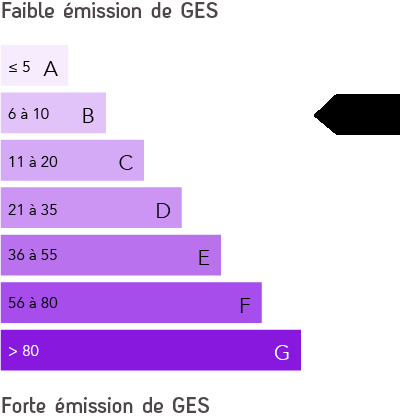 Faible émission de GES
≤ 5 A
6 à 10 B
11 à 20 C
21 à 35 D
36 à 55 E
56 à 80 F
> 80 G
Forte émission de GES